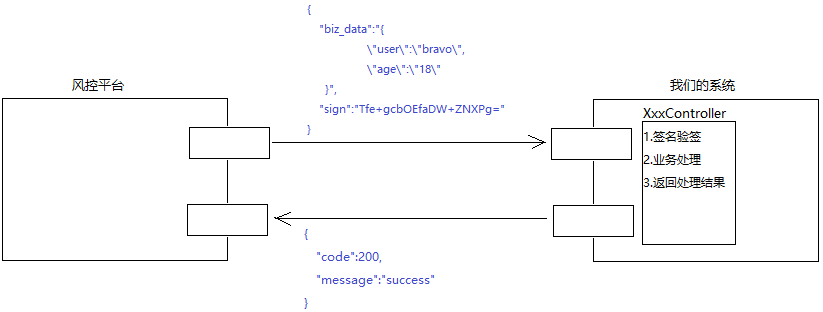 {
"biz_data":"{
\"user\":\"bravo\",
\"age\":\"18\"
}",
"sign":"Tfe+gcbOEfaDW+ZNXPg="
}
风控平台
我们的系统
XxxController
1.签名验签
2.业务处理
3.返回处理结果
{
"code":200,
"message":"success"
}